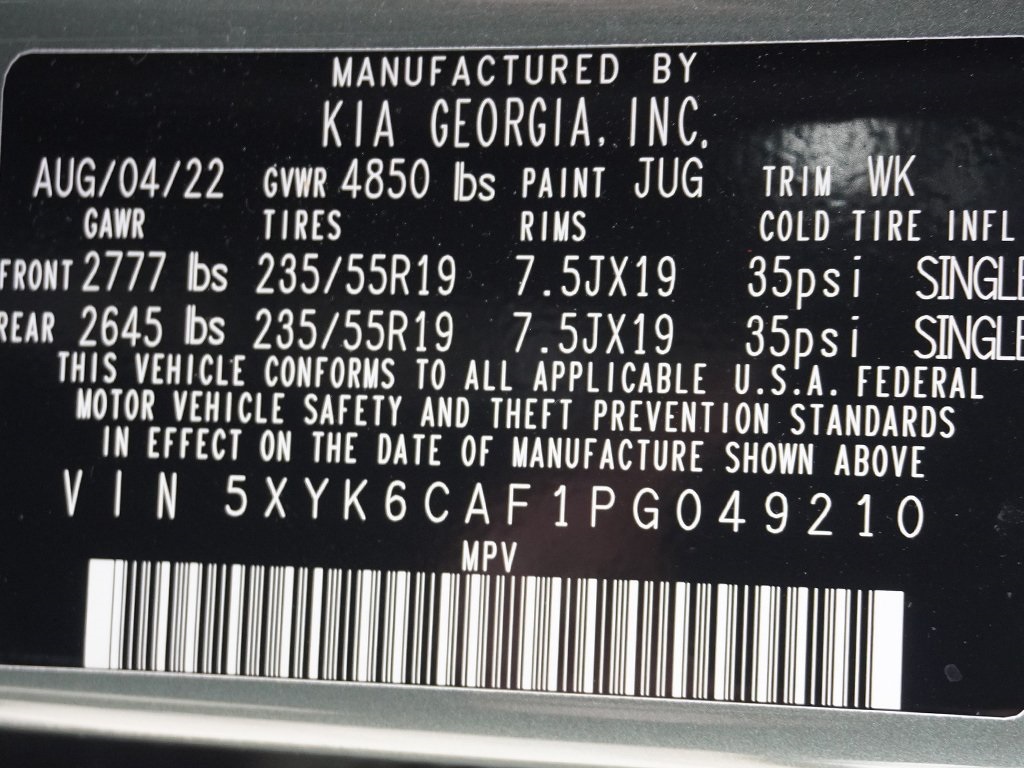 MANUFACTURED BY
KIA GEORGIA, INC.
AUG/04/22 GVWR 4850 lbs PAINT JUG TRIM WK
GAWR TIRES RIMS COLD TIRE INFL
FRONT 2777 lbs 235/55R19 7.5JX19 35psi SINGLE
REAR 2645 lbs 235/55R19 7.5JX19 35psi SINGLE
THIS VEHICLE CONFORMS TO ALL APPLICABLE U.S.A. FEDERAL
MOTOR VEHICLE SAFETY AND THEFT PREVENTION STANDARDS
IN EFFECT ON THE DATE OF MANUFACTURE SHOWN ABOVE
VIN 5XYK6CAF1PG049210
MPV